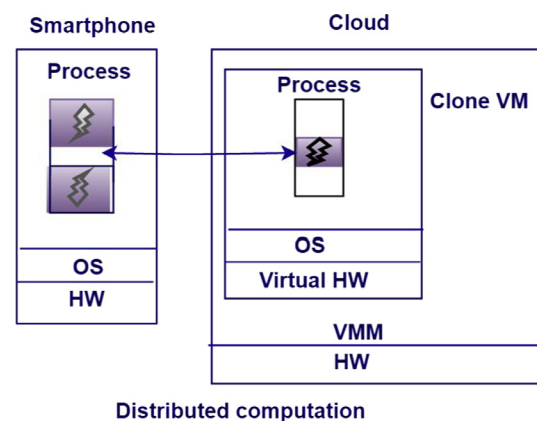 Smartphone
Cloud
Process
Process
Clone VM
OS
HW
OS
Virtual HW
VMM
HW
Distributed computation